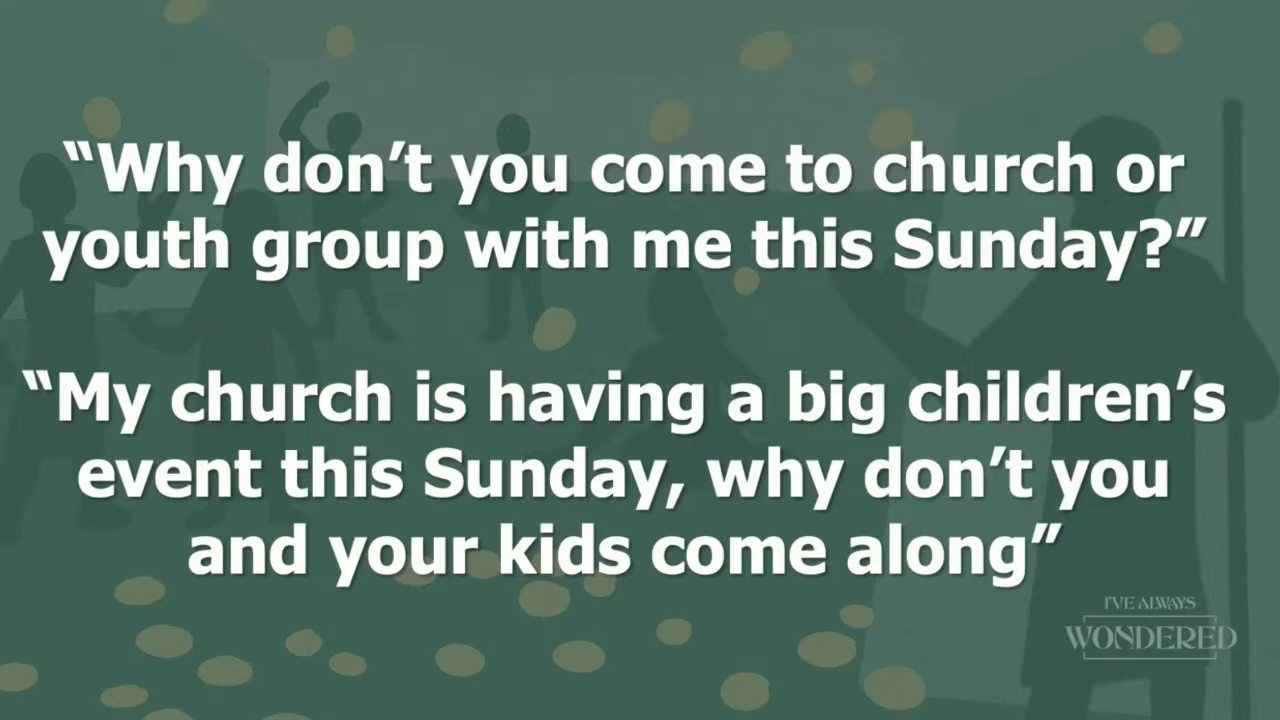 “Why don’t you come to church or
youth group with me this Sunday?”
“My church is having a big children’s
event this Sunday, why don’t you
and your kids come along”
I'VE ALWAYS
WONDERED